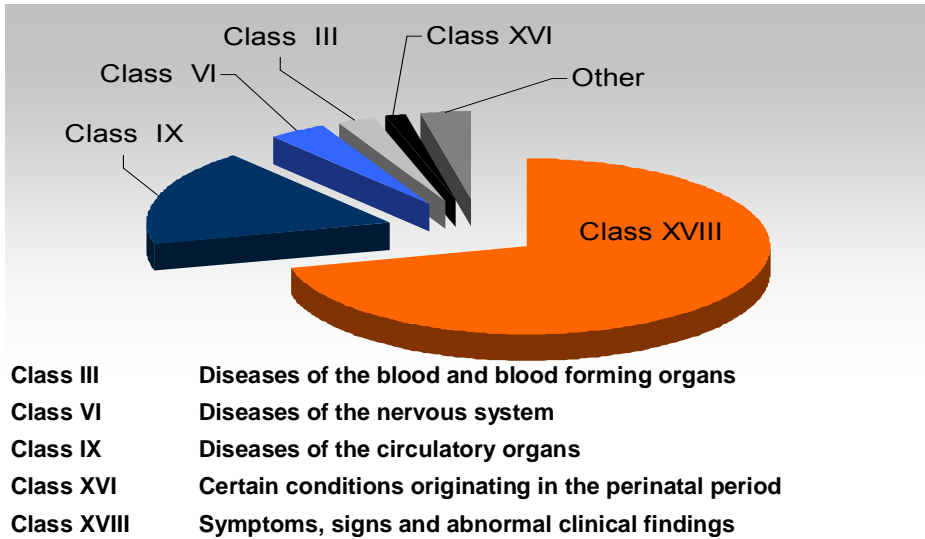 Class III
Class XVI
Class VI
Other
Class IX
Class XVIII
Class III Diseases of the blood and blood forming organs
Class VI Diseases of the nervous system
Class IX Diseases of the circulatory organs
Class XVI Certain conditions originating in the perinatal period
Class XVIII Symptoms, signs and abnormal clinical findings